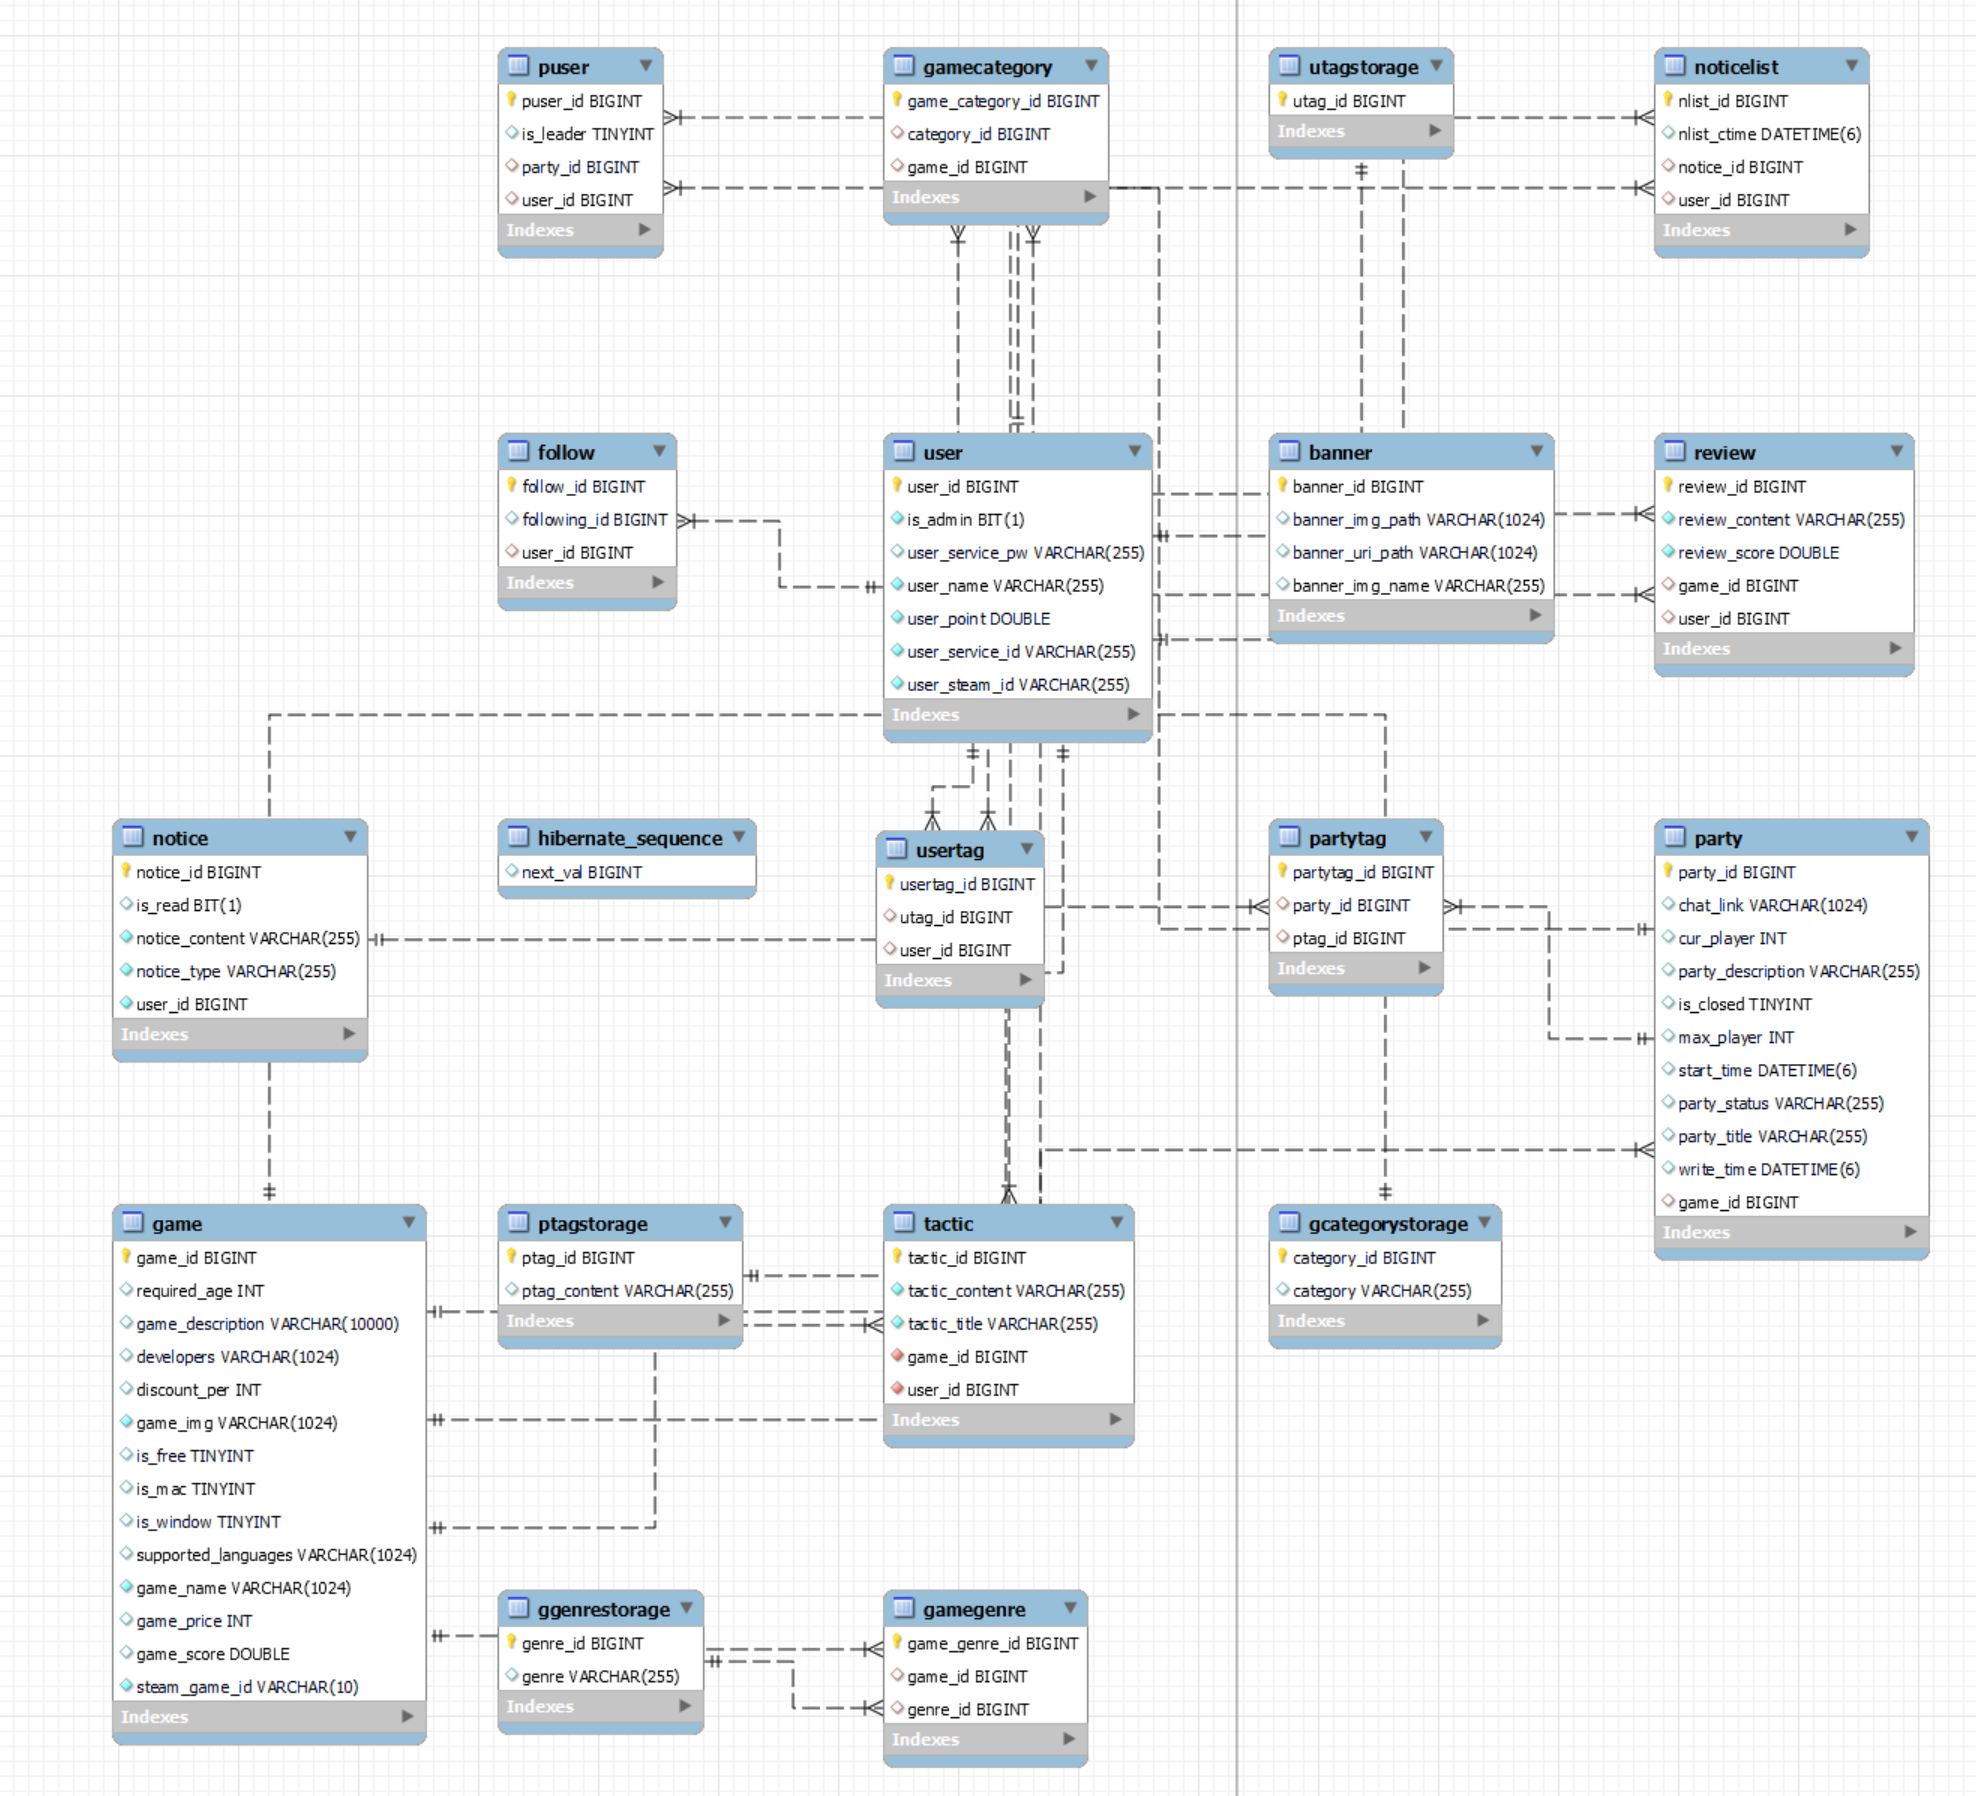 puser
puser_id BIGINT
is_leader TINYINT
party_id BIGINT
user_id BIGINT
Indexes
gamecategory
game_category_id BIGINT
category_id BIGINT
game_id BIGINT
Indexes
utagstorage
utag_id BIGINT
Indexes
noticelist
nlist_id BIGINT
nlist_ctime DATETIME(6)
notice_id BIGINT
user_id BIGINT
Indexes
follow
follow_id BIGINT
following_id BIGINT
user_id BIGINT
Indexes
user
user_id BIGINT
is_admin BIT(1)
user_service_pw VARCHAR(255)
user_name VARCHAR(255)
user_point DOUBLE
user_service_id VARCHAR(255)
user_steam_id VARCHAR(255)
Indexes
banner
banner_id BIGINT
banner_img_path VARCHAR(1024)
banner_uri_path VARCHAR(1024)
banner_img_name VARCHAR(255)
Indexes
review
review_id BIGINT
review_content VARCHAR(255)
review_score DOUBLE
game_id BIGINT
user_id BIGINT
Indexes
notice
notice_id BIGINT
is_read BIT(1)
notice_content VARCHAR(255)
notice_type VARCHAR(255)
user_id BIGINT
Indexes
hibernate_sequence
next_val BIGINT
usertag
usertag_id BIGINT
utag_id BIGINT
user_id BIGINT
Indexes
partytag
partytag_id BIGINT
party_id BIGINT
ptag_id BIGINT
Indexes
party
party_id BIGINT
chat_link VARCHAR(1024)
cur_player INT
party_description VARCHAR(255)
is_closed TINYINT
max_player INT
start_time DATETIME(6)
party_status VARCHAR(255)
party_title VARCHAR(255)
write_time DATETIME(6)
game_id BIGINT
Indexes
game
game_id BIGINT
required_age INT
game_description VARCHAR(10000)
developers VARCHAR(1024)
discount_per INT
game_img VARCHAR(1024)
is_free TINYINT
is_mac TINYINT
is_window TINYINT
supported_languages VARCHAR(1024)
game_name VARCHAR(1024)
game_price INT
game_score DOUBLE
steam_game_id VARCHAR(10)
Indexes
ptagstorage
ptag_id BIGINT
ptag_content VARCHAR(255)
Indexes
tactic
tactic_id BIGINT
tactic_content VARCHAR(255)
tactic_title VARCHAR(255)
game_id BIGINT
user_id BIGINT
Indexes
gcategorystorage
category_id BIGINT
category VARCHAR(255)
Indexes
ggenrestorage
genre_id BIGINT
genre VARCHAR(255)
Indexes
gamegenre
game_genre_id BIGINT
game_id BIGINT
genre_id BIGINT
Indexes